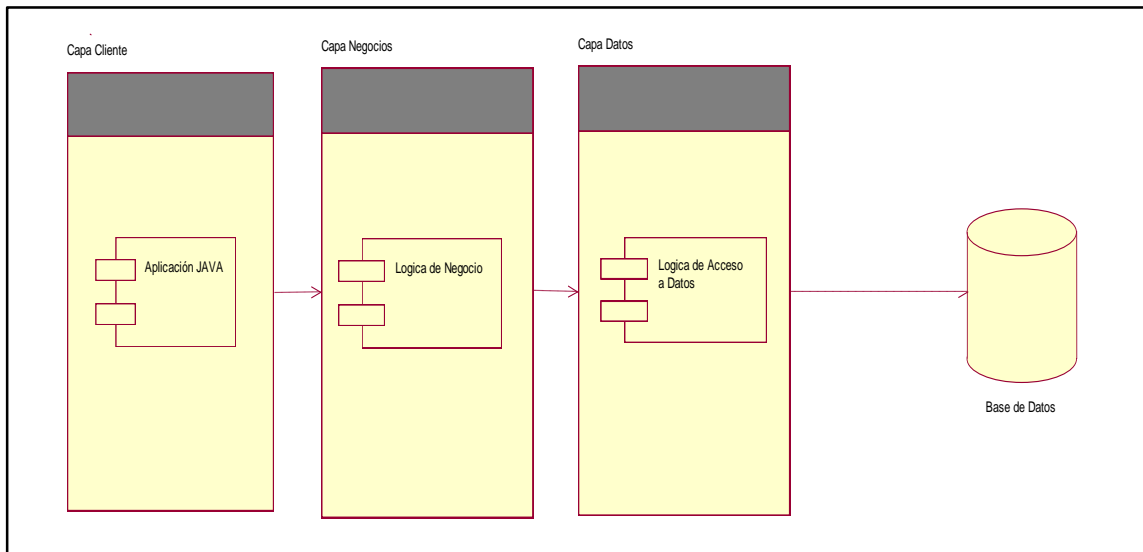 Capa Cliente
Capa Negocios
Capa Datos
Aplicación JAVA
Logica de Negocio
Logica de Acceso
a Datos
Base de Datos